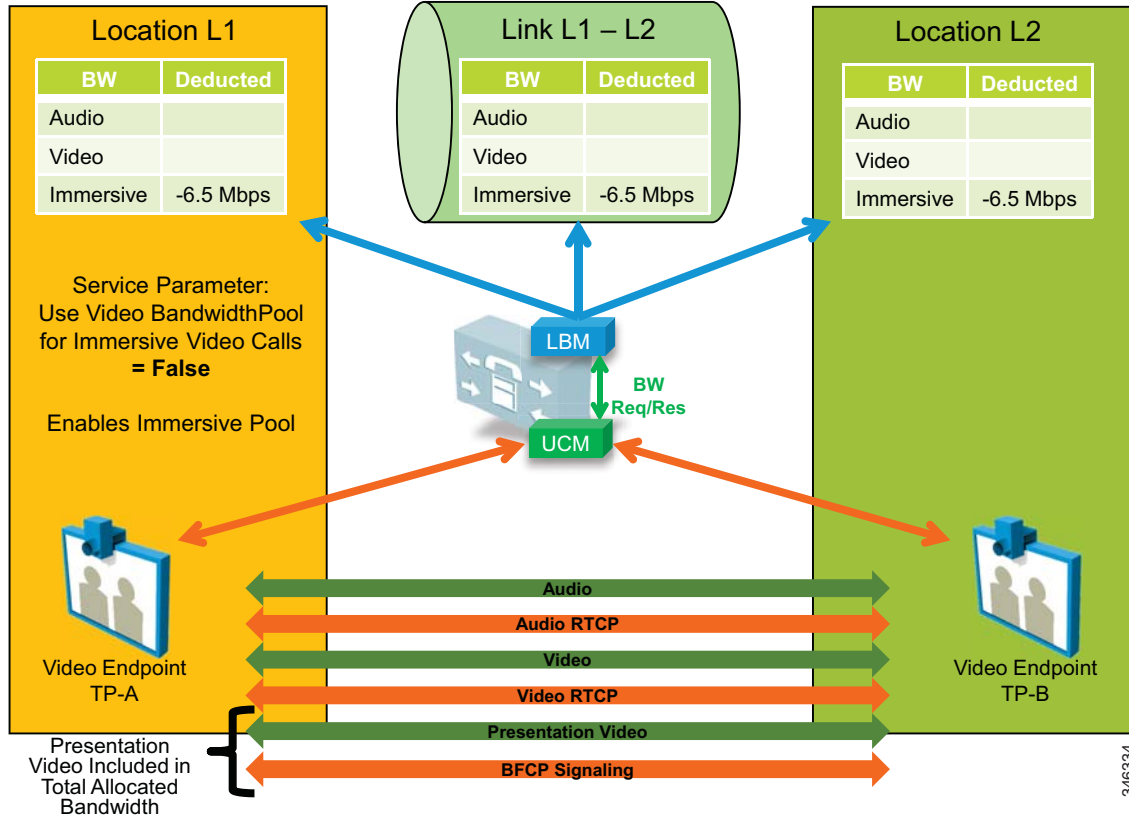 Location L1
BW Deducted
Audio
Video
Immersive -6.5 Mbps
Service Parameter:
Use Video BandwidthPool
for Immersive Video Calls
= False
Enables Immersive Pool
Link L1 – L2
BW Deducted
Audio
Video
Immersive -6.5 Mbps
Location L2
BW Deducted
Audio
Video
Immersive -6.5 Mbps
LBM
BW
Req/Res
UCM
Video Endpoint
TP-A
Video Endpoint
TP-B
Audio
Audio RTCP
Video
Video RTCP
Presentation Video
BFCP Signaling
Presentation
Video Included in
Total Allocated
Bandwidth
346334